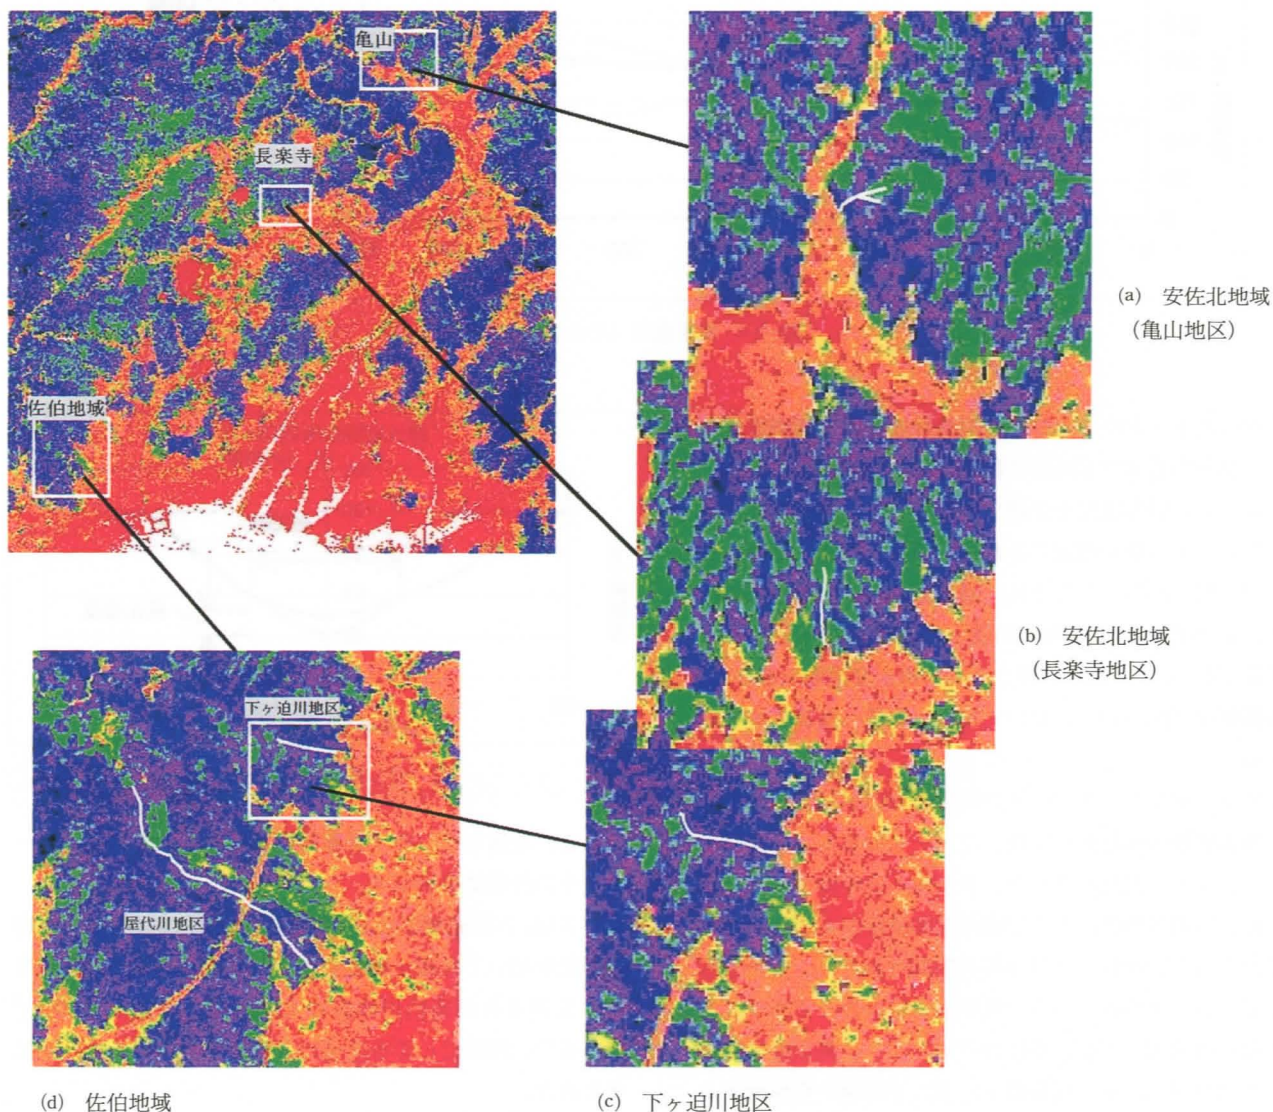 亀山
長楽寺
佐伯地域
(a) 安佐北地域
(亀山地区)
(b) 安佐北地域
(長楽寺地区)
下ヶ迫川地区
屋代川地区
(d) 佐伯地域
(c) 下ヶ迫川地区